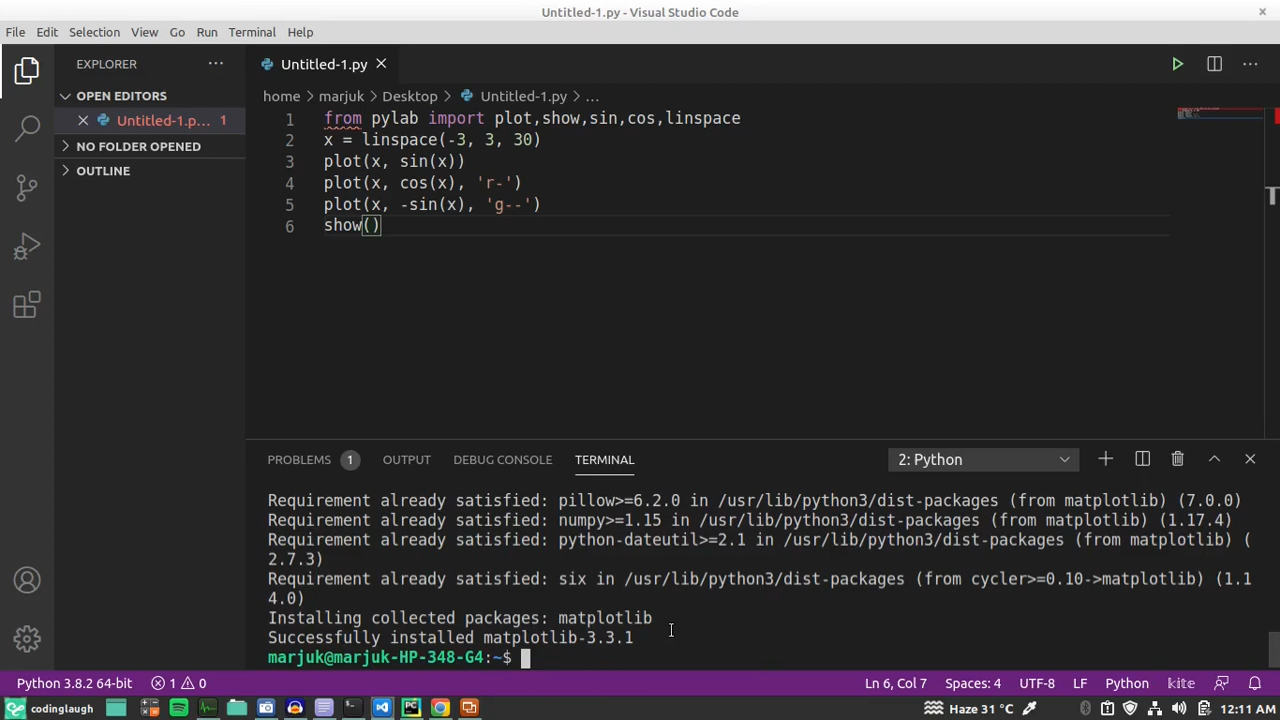 Untitled-1.py - Visual Studio Code
File Edit Selection View Go Run Terminal Help
EXPLORER
Untitled-1.py
OPEN EDITORS
home > marjuk > Desktop > Untitled-1.py > ...
Untitled-1.p... 1
NO FOLDER OPENED
OUTLINE
1 from pylab import plot,show,sin,cos,linspace
2 x = linspace(-3, 3, 30)
3 plot(x, sin(x))
4 plot(x, cos(x), 'r-')
5 plot(x, -sin(x), 'g--')
6 show()
PROBLEMS 1 OUTPUT DEBUG CONSOLE TERMINAL 2: Python
Requirement already satisfied: pillow>=6.2.0 in /usr/lib/python3/dist-packages (from matplotlib) (7.0.0)
Requirement already satisfied: numpy>=1.15 in /usr/lib/python3/dist-packages (from matplotlib) (1.17.4)
Requirement already satisfied: python-dateutil>=2.1 in /usr/lib/python3/dist-packages (from matplotlib) (
2.7.3)
Requirement already satisfied: six in /usr/lib/python3/dist-packages (from cycler>=0.10->matplotlib) (1.1
4.0)
Installing collected packages: matplotlib
Successfully installed matplotlib-3.3.1
marjuk@marjuk-HP-348-G4:~$
Python 3.8.2 64-bit 1 0 Ln 6, Col 7 Spaces: 4 UTF-8 LF Python kite
codinglaugh Haze 31 °C 12:11 AM